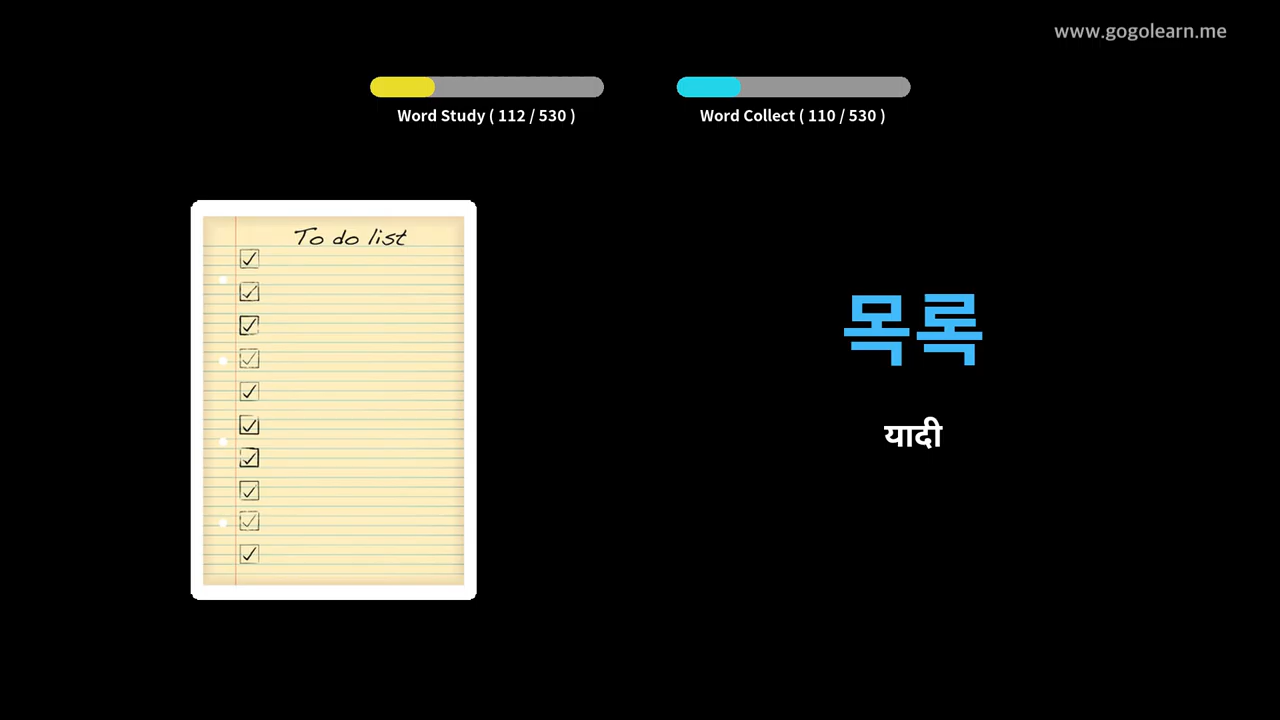 www.gogolearn.me
Word Study ( 112 / 530 )
Word Collect ( 110 / 530 )
To do list
목록
यादी